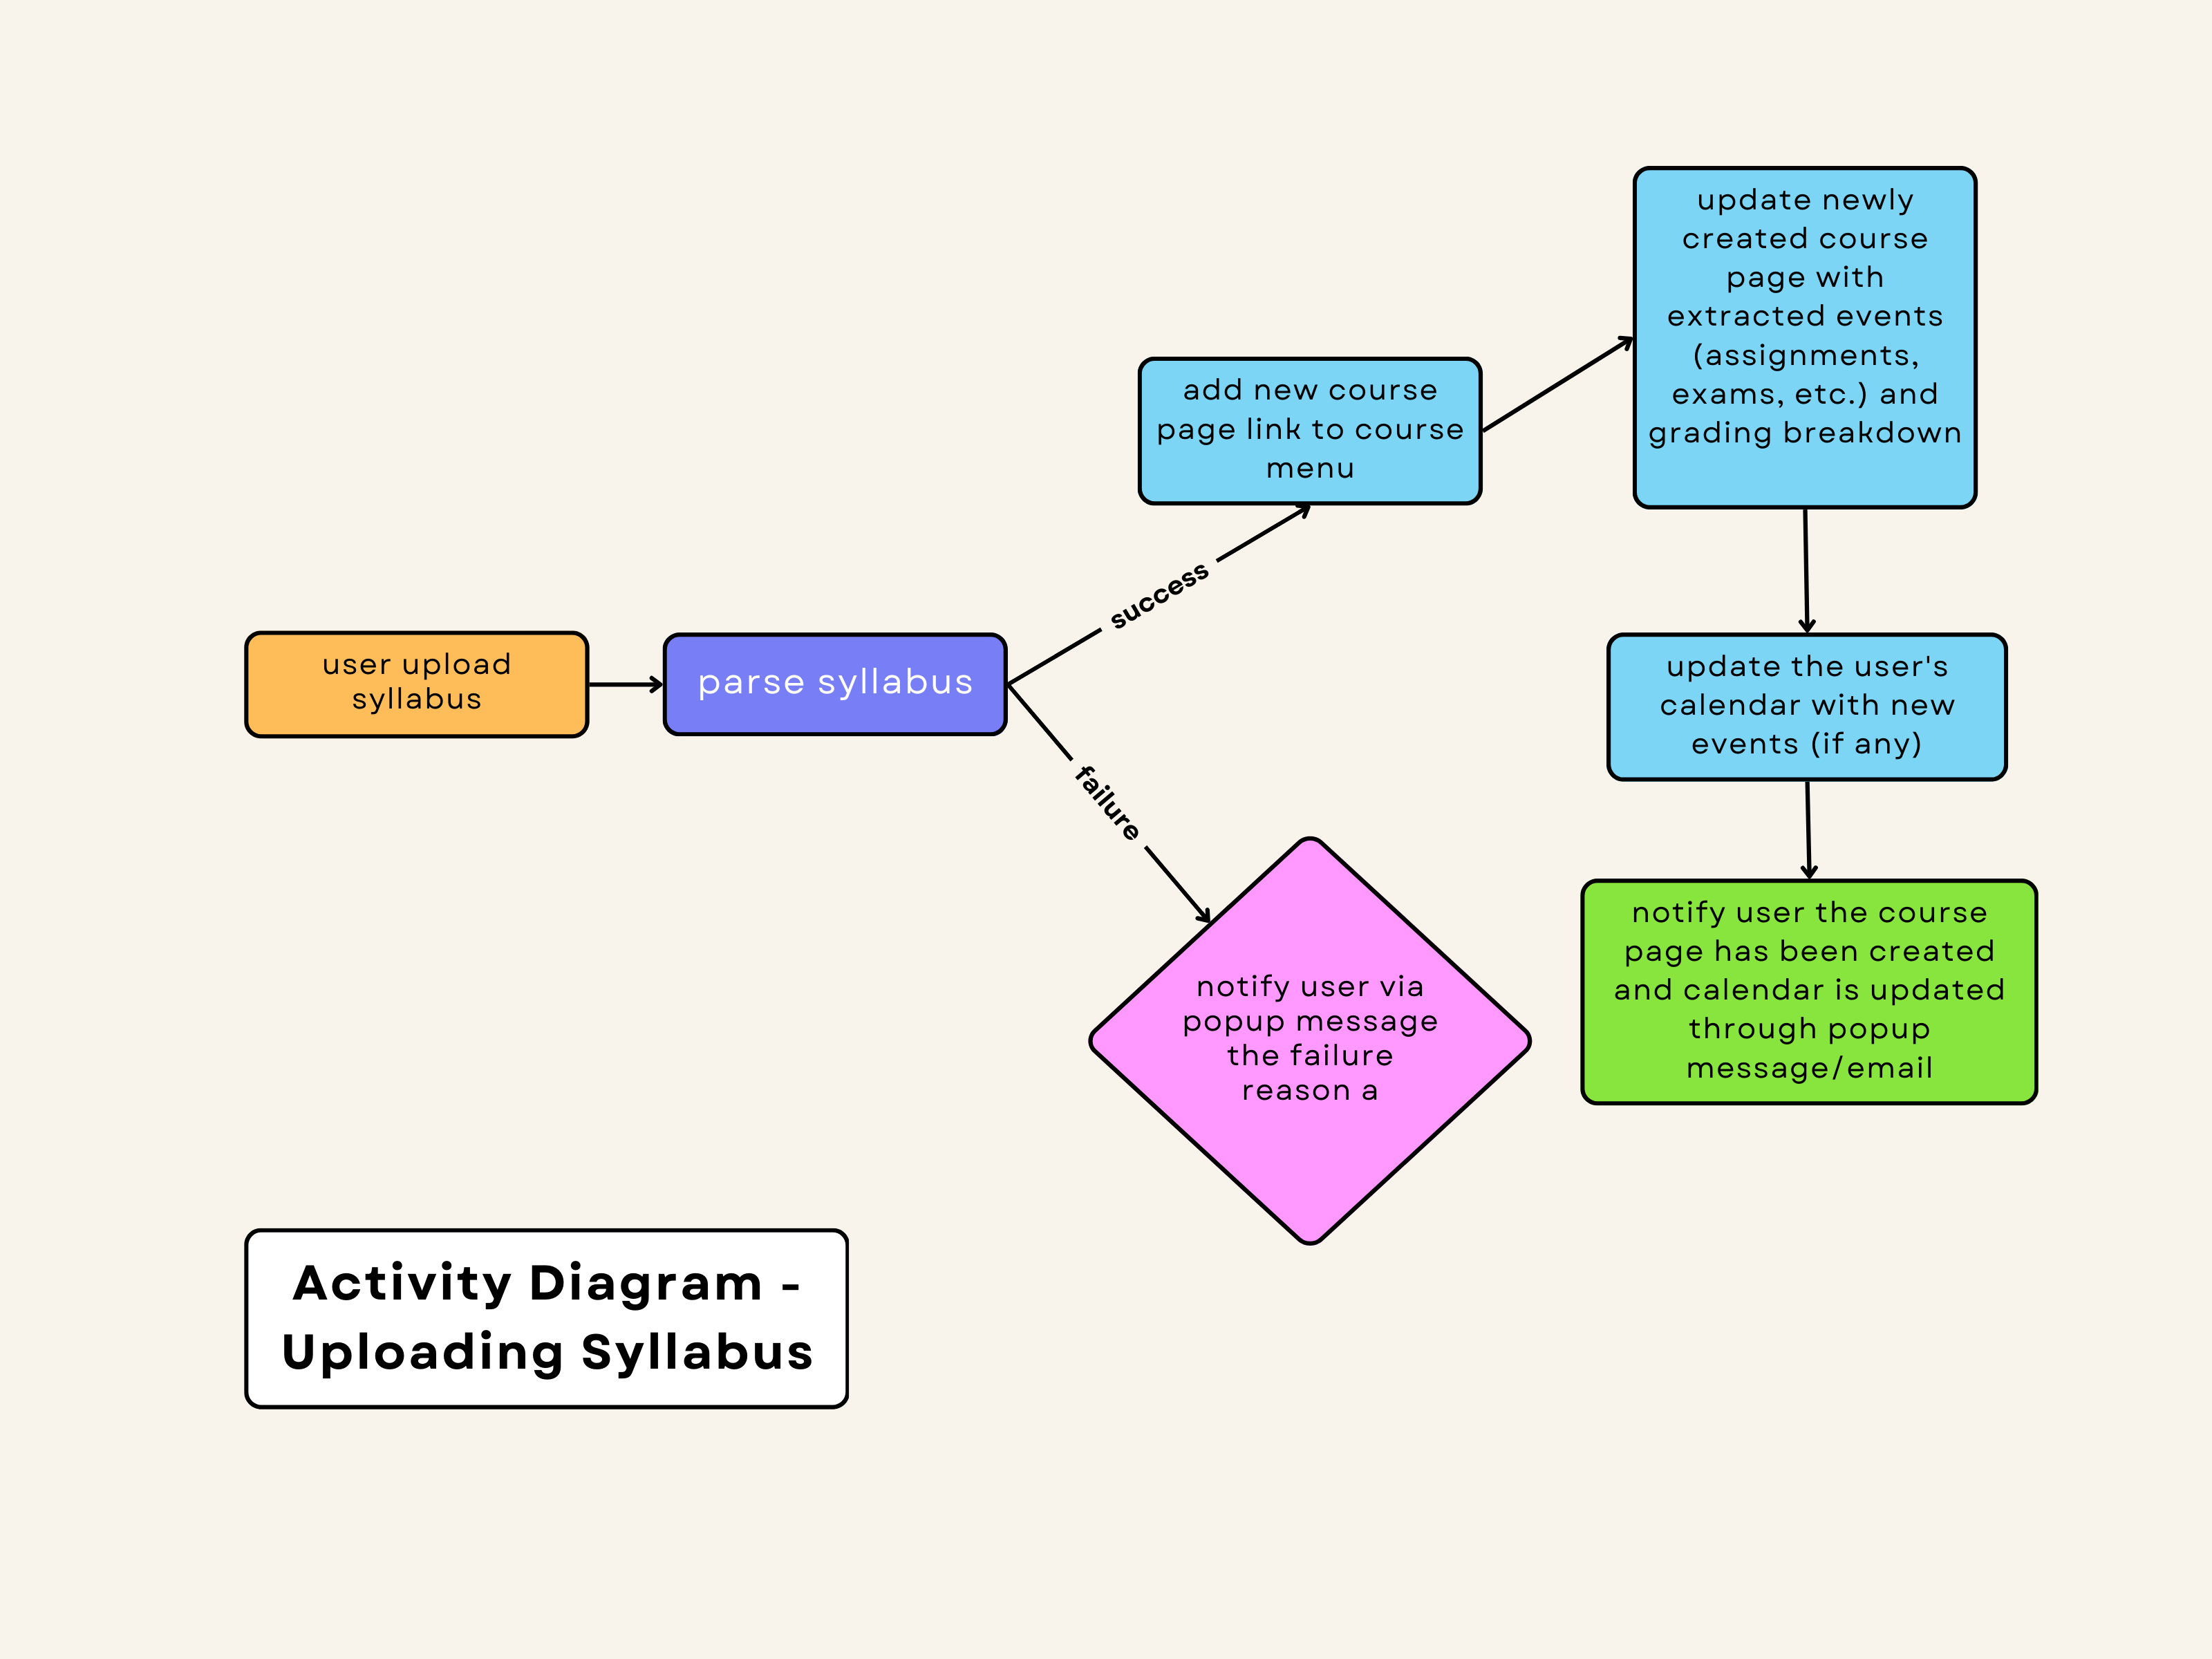 user upload
syllabus
parse syllabus
success
add new course
page link to course
menu
update newly
created course
page with
extracted events
(assignments,
exams, etc.) and
grading breakdown
update the user's
calendar with new
events (if any)
notify user the course
page has been created
and calendar is updated
through popup
message/email
failure
notify user via
popup message
the failure
reason a
Activity Diagram -
Uploading Syllabus